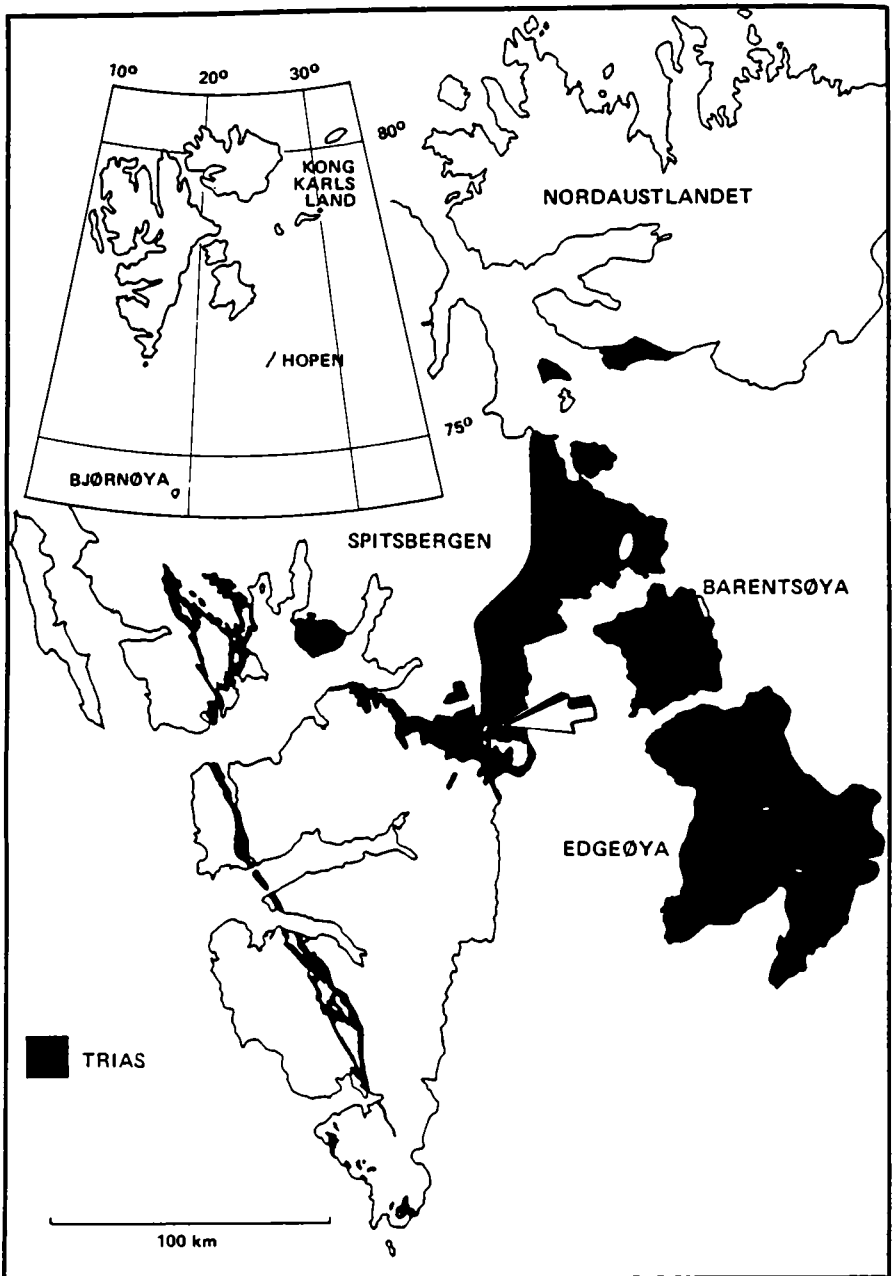 10°
20°
30°
80°
KONG
KARLS
LAND
NORDAUSTLANDET
HOPEN
75°
BJØRNØYA
SPITSBERGEN
BARENTSØYA
EDGEØYA
TRIAS
100 km